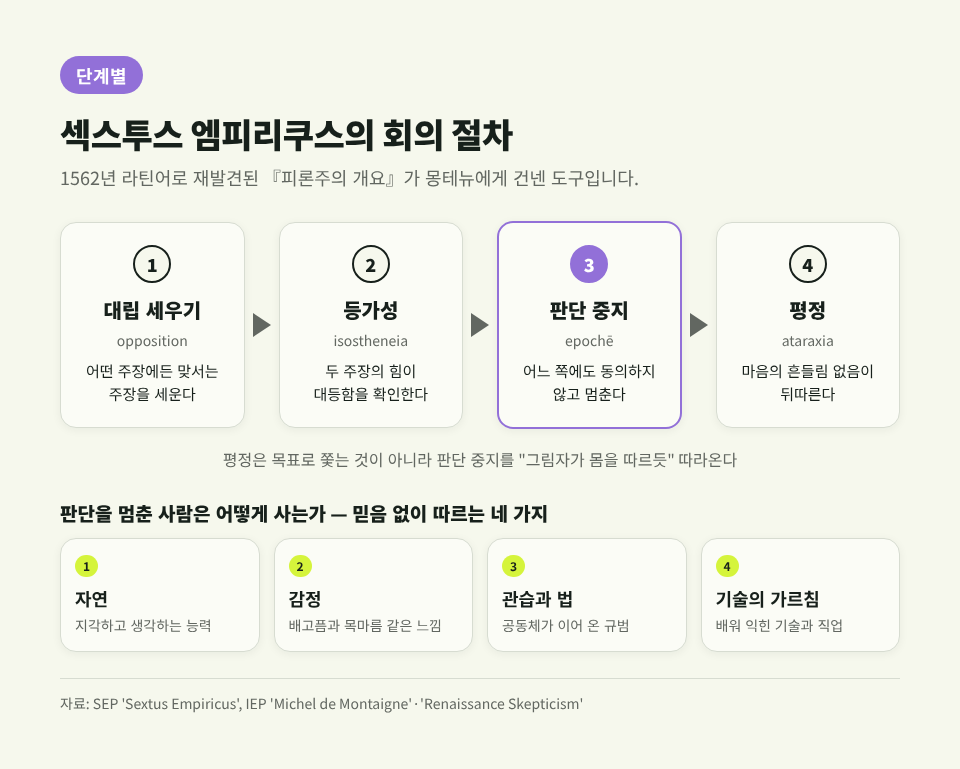 단계별
섹스투스 엠피리쿠스의 회의 절차
1562년 라틴어로 재발견된 『피론주의 개요』가 몽테뉴에게 건넨 도구입니다.
1
대립 세우기
opposition
어떤 주장에든 맞서는
주장을 세운다
2
등가성
isostheneia
두 주장의 힘이
대등함을 확인한다
3
판단 중지
epochē
어느 쪽에도 동의하지
않고 멈춘다
4
평정
ataraxia
마음의 흔들림 없음이
뒤따른다
평정은 목표로 쫓는 것이 아니라 판단 중지를 "그림자가 몸을 따르듯" 따라온다
판단을 멈춘 사람은 어떻게 사는가 — 믿음 없이 따르는 네 가지
1
자연
지각하고 생각하는 능력
2
감정
배고픔과 목마름 같은 느낌
3
관습과 법
공동체가 이어 온 규범
4
기술의 가르침
배워 익힌 기술과 직업
자료: SEP 'Sextus Empiricus', IEP 'Michel de Montaigne'·'Renaissance Skepticism'